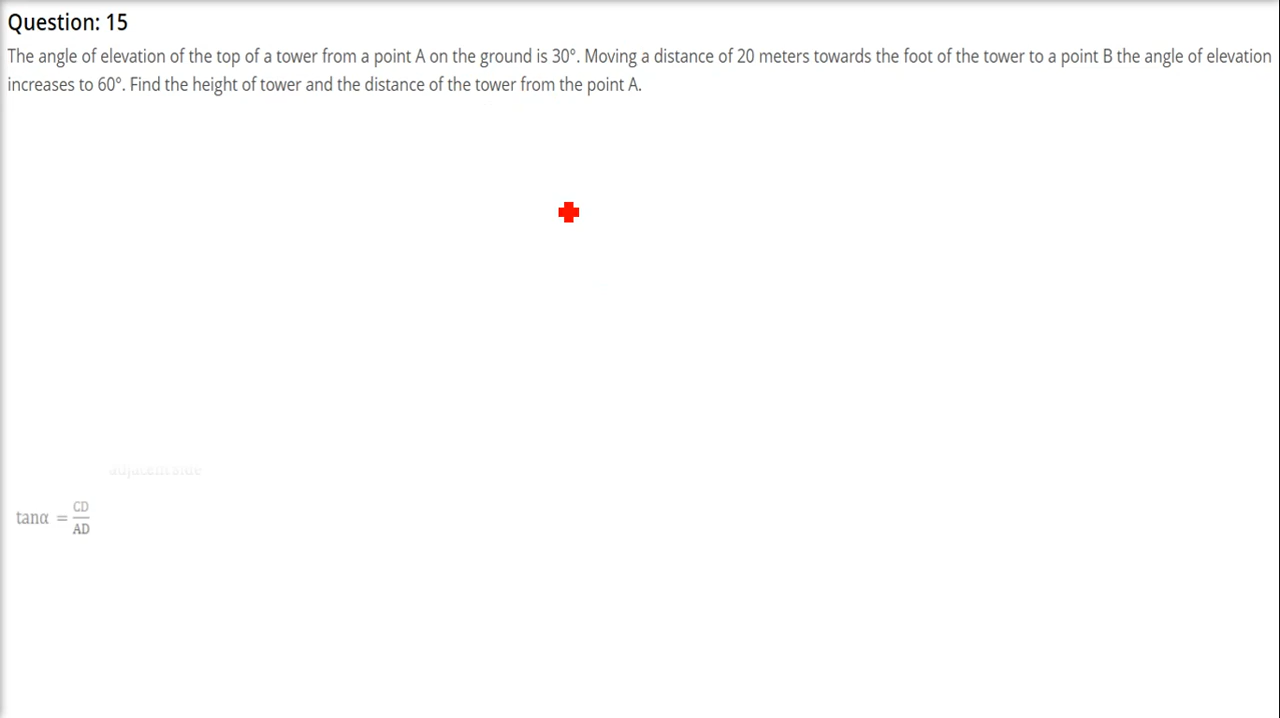 Question: 15
The angle of elevation of the top of a tower from a point A on the ground is 30°. Moving a distance of 20 meters towards the foot of the tower to a point B the angle of elevation
increases to 60°. Find the height of tower and the distance of the tower from the point A.
adjacent side
tanα = CD/AD